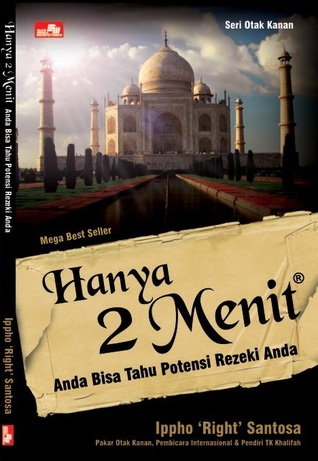 Seri Otak Kanan
Mega Best Seller
Hanya
2 Menit®
Anda Bisa Tahu Potensi Rezeki Anda
Ippho 'Right' Santosa
Pakar Otak Kanan, Pembicara Internasional & Pendiri TK Khalifah
Hanya 2 Menit Anda Bisa Tahu Potensi Rezeki Anda
Ippho 'Right' Santosa